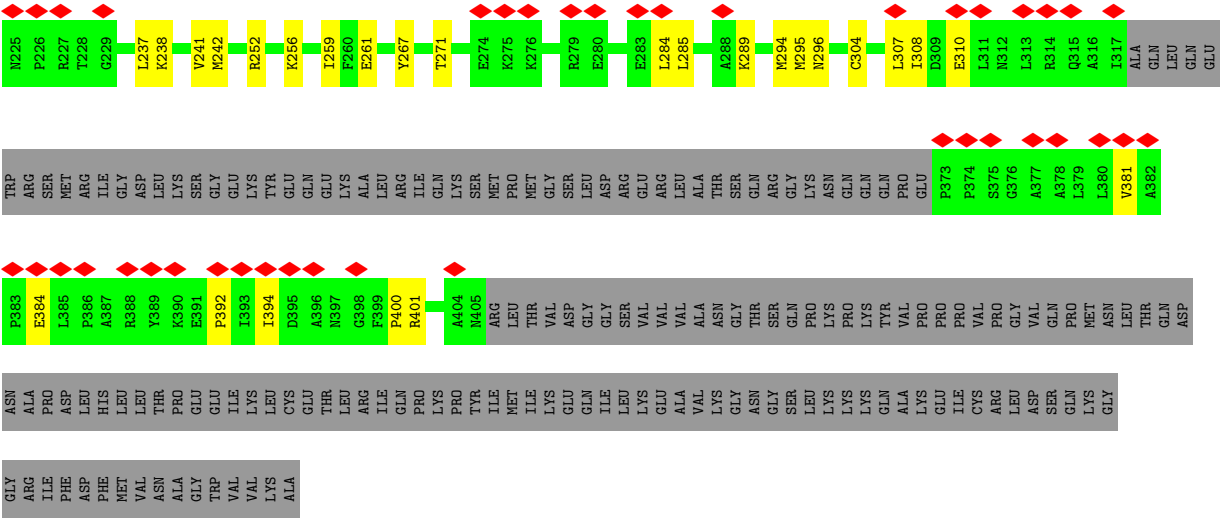 N225 P226 R227 T228 G229 L237 K238 V241 M242 R252 K256 I259 F260 E261 Y267 T271 E274 K275 K276 R279 E280 E283 L284 L285 A288 K289 M294 M295 N296 C304 L307 I308 D309 E310 L311 N312 L313 R314 Q315 A316 I317 ALA GLN LEU GLN GLU
TRP ARG SER MET ARG ILE GLY ASP LEU LYS SER GLY GLU LYS TYR GLU GLN GLU LYS ALA LEU ARG ILE GLN LYS SER MET PRO MET GLY SER LEU ASP ARG GLU ARG LEU ALA THR SER GLN ARG GLY LYS ASN GLN GLN GLN PRO GLU P373 P374 S375 G376 A377 A378 L379 L380 V381 A382
P383 E384 L385 P386 A387 R388 Y389 K390 E391 P392 I393 I394 D395 A396 N397 G398 F399 P400 R401 A404 N405 ARG LEU THR VAL ASP GLY GLY SER VAL VAL VAL ALA ASN GLY THR SER GLN PRO LYS PRO LYS TYR VAL PRO PRO PRO VAL PRO GLY VAL GLN PRO MET ASN LEU THR GLN ASP
ASN ALA PRO ASP LEU HIS LEU LEU THR PRO GLU GLU ILE LYS LEU CYS GLU THR LEU ARG ILE GLN PRO LYS PRO TYR ILE MET ILE LYS GLU GLN ILE LEU LYS GLU ALA VAL LYS GLY ASN GLY SER LEU LYS LYS LYS GLN ALA LYS GLU ILE CYS ARG LEU ASP SER GLN LYS GLY
GLY ARG ILE PHE ASP PHE MET VAL ASN ALA GLY TRP VAL VAL LYS ALA